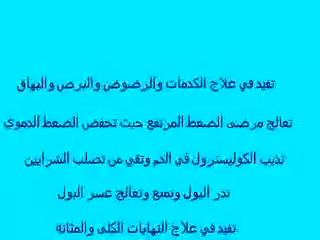 تفيد في علاج الكدمات والرضوض والبرص والبهاق
تعالج مرضى الضغط المرتفع حيث تخفض الضغط الدموي
تذيب الكوليسترول في الدم وتقي من تصلب الشرايين
تدر البول وتمنع وتعالج عسر البول
تفيد في علاج التهابات الكلى والمثانة